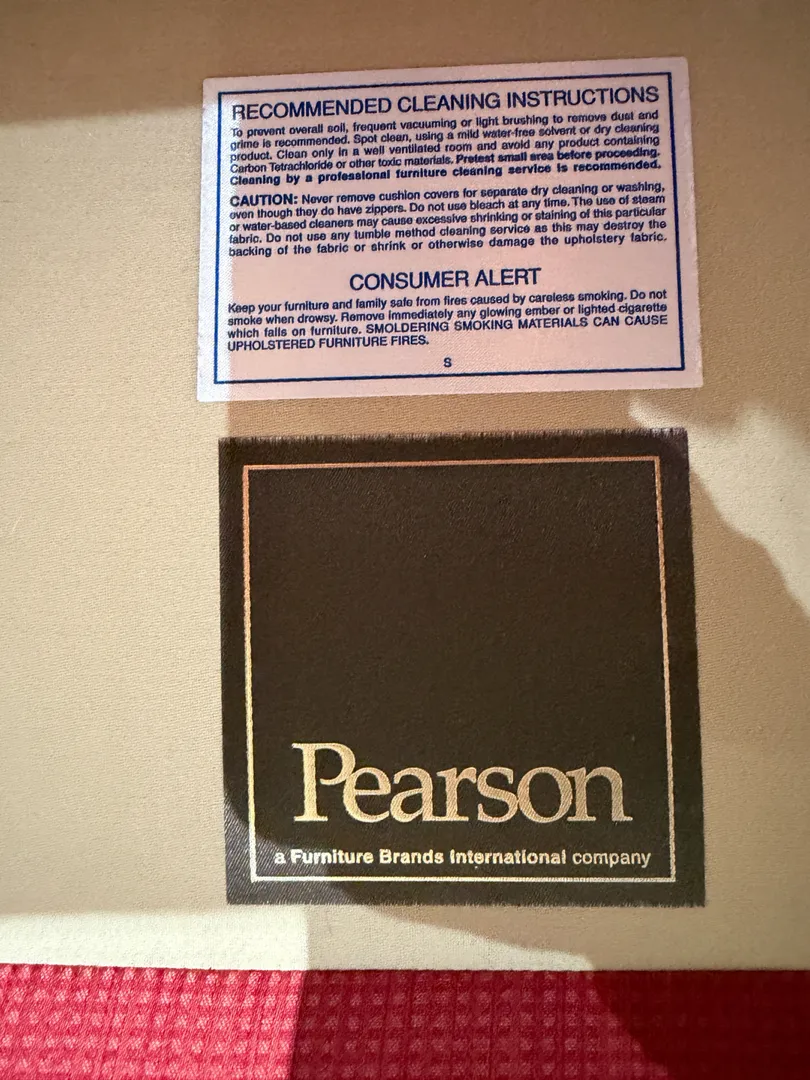 RECOMMENDED CLEANING INSTRUCTIONS
To prevent overall soil, frequent vacuuming or light brushing to remove dust and
grime is recommended. Spot clean, using a mild water-free solvent or dry cleaning
product. Clean only in a well ventilated room and avoid any product containing
Carbon Tetrachloride or other toxic materials. Pretest small area before proceeding.
Cleaning by a professional furniture cleaning service is recommended.
CAUTION: Never remove cushion covers for separate dry cleaning or washing,
even though they do have zippers. Do not use bleach at any time. The use of steam
or water-based cleaners may cause excessive shrinking or staining of this particular
fabric. Do not use any tumble method cleaning service as this may destroy the
backing of the fabric or shrink or otherwise damage the upholstery fabric.
CONSUMER ALERT
Keep your furniture and family safe from fires caused by careless smoking. Do not
smoke when drowsy. Remove immediately any glowing ember or lighted cigarette
which falls on furniture. SMOLDERING SMOKING MATERIALS CAN CAUSE
UPHOLSTERED FURNITURE FIRES.
S
Pearson
a Furniture Brands International company